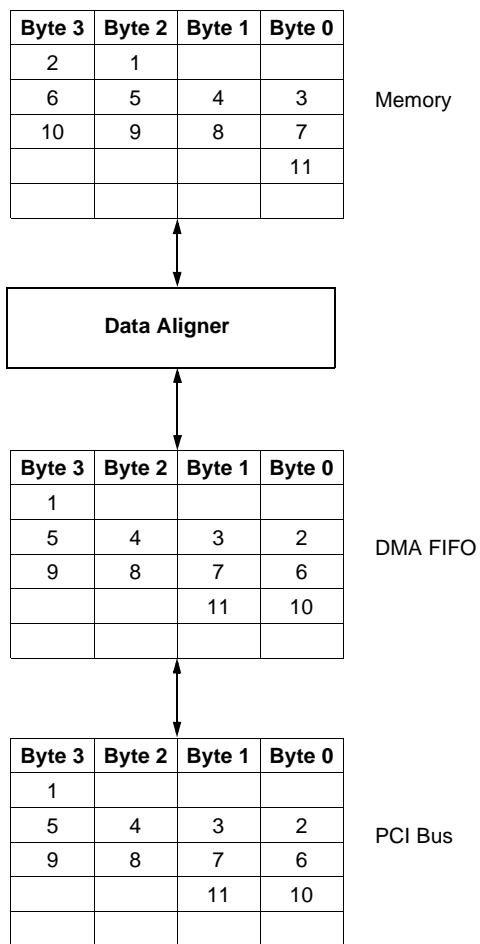 Byte 3 Byte 2 Byte 1 Byte 0
2 1
6 5 4 3
Memory
10 9 8 7
11
Data Aligner
Byte 3 Byte 2 Byte 1 Byte 0
1
5 4 3 2
DMA FIFO
9 8 7 6
11 10
Byte 3 Byte 2 Byte 1 Byte 0
1
5 4 3 2
PCI Bus
9 8 7 6
11 10